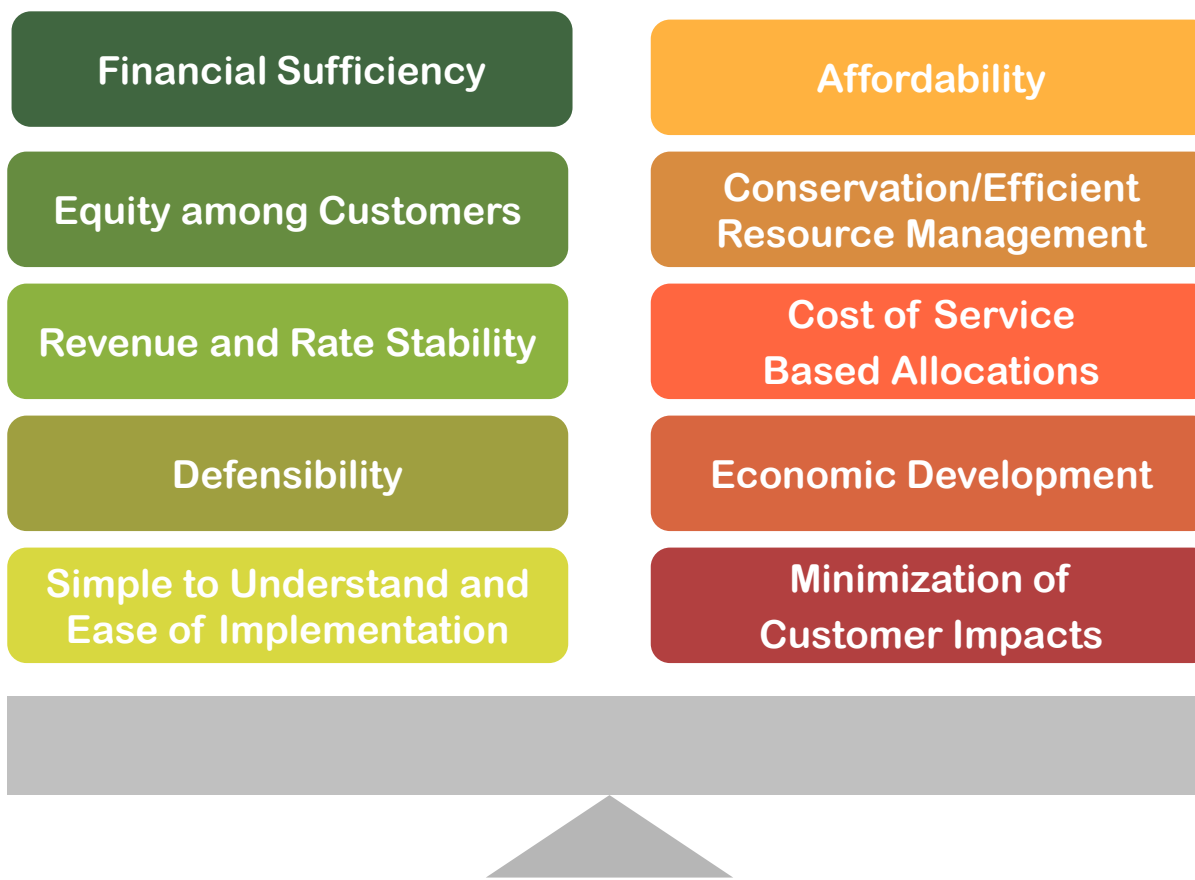 Financial Sufficiency
Equity among Customers
Revenue and Rate Stability
Defensibility
Simple to Understand and
Ease of Implementation
Affordability
Conservation/Efficient
Resource Management
Cost of Service
Based Allocations
Economic Development
Minimization of
Customer Impacts